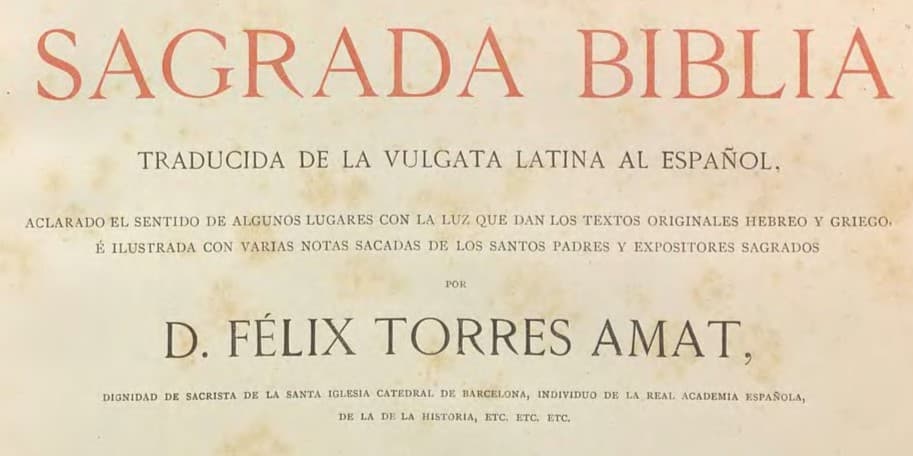 SAGRADA BIBLIA
TRADUCIDA DE LA VULGATA LATINA AL ESPAÑOL,
ACLARADO EL SENTIDO DE ALGUNOS LUGARES CON LA LUZ QUE DAN LOS TEXTOS ORIGINALES HEBREO Y GRIEGO,
É ILUSTRADA CON VARIAS NOTAS SACADAS DE LOS SANTOS PADRES Y EXPOSITORES SAGRADOS
POR
D. FÉLIX TORRES AMAT,
DIGNIDAD DE SACRISTA DE LA SANTA IGLESIA CATEDRAL DE BARCELONA, INDIVIDUO DE LA REAL ACADEMIA ESPAÑOLA,
DE LA DE LA HISTORIA, ETC. ETC. ETC.